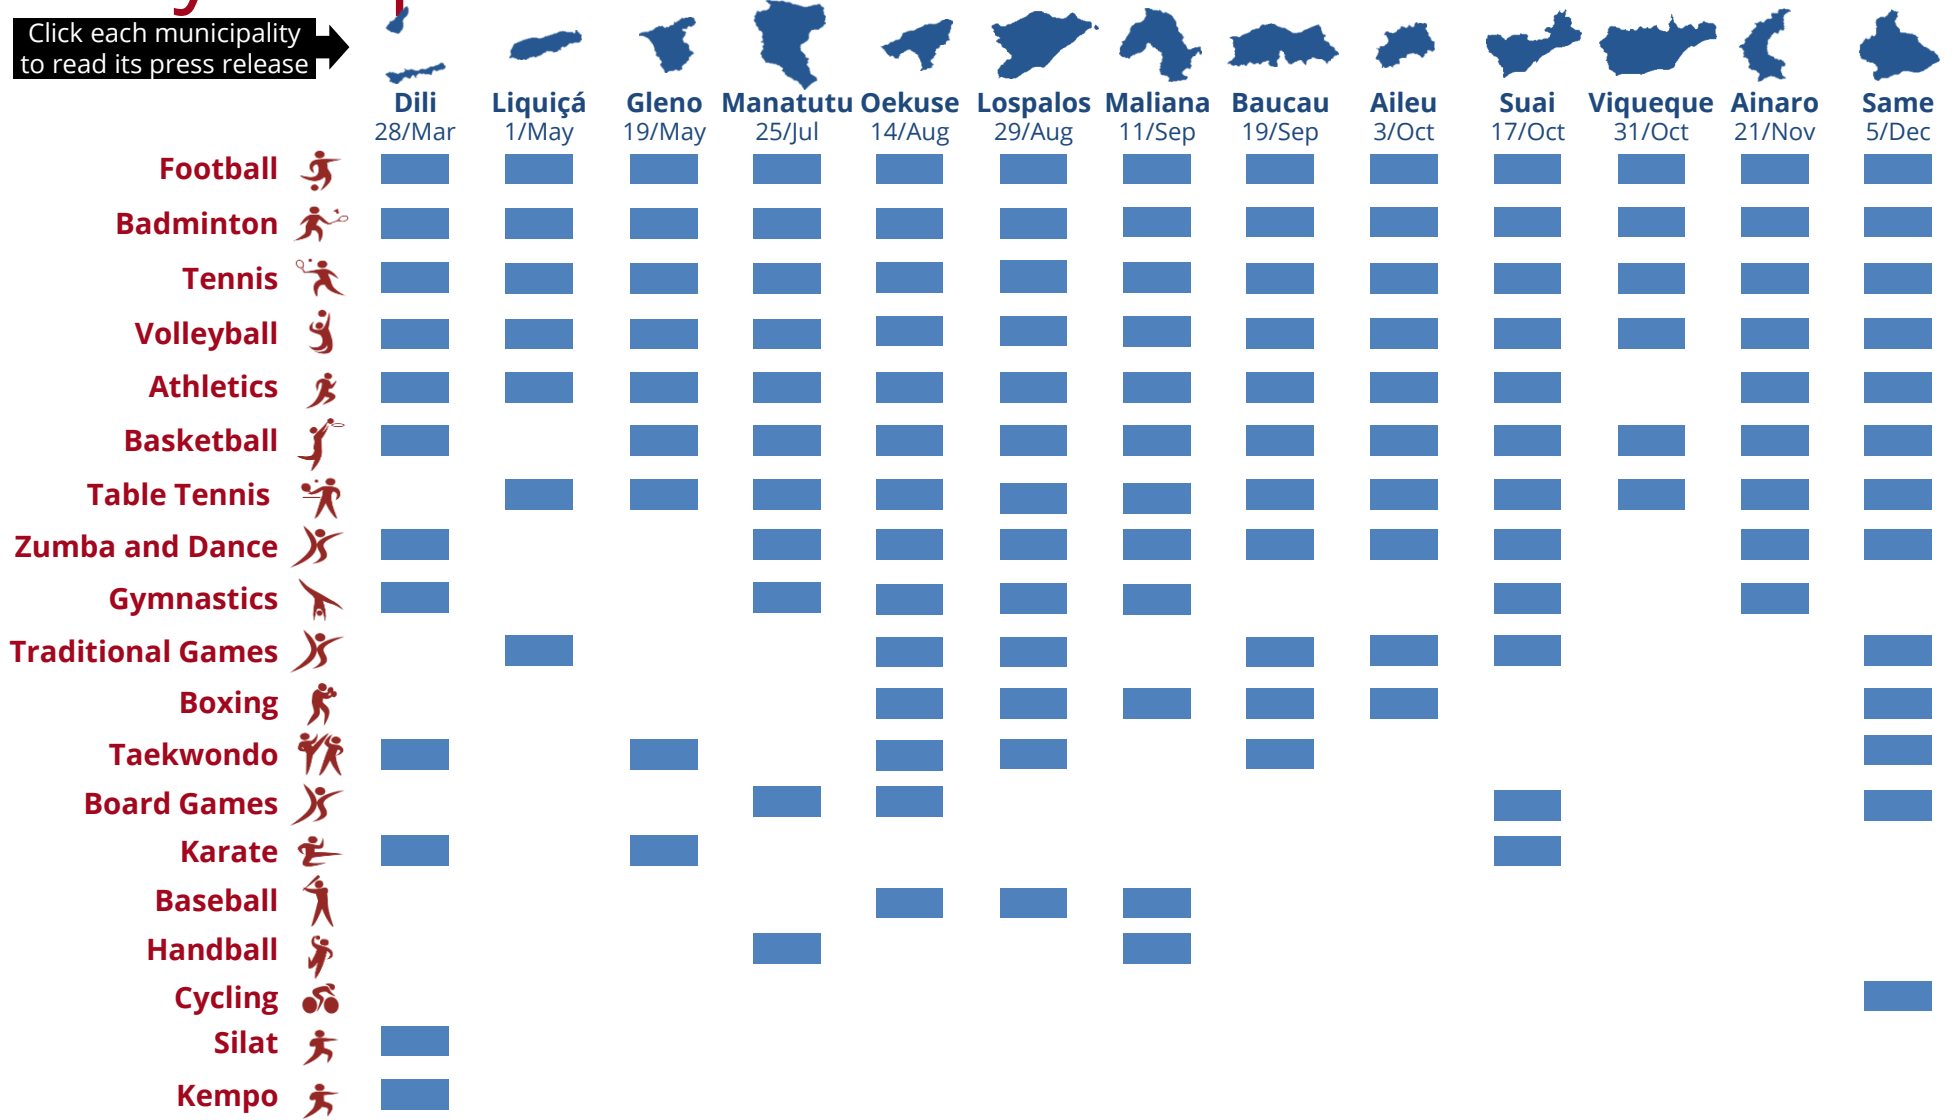 Click each municipality
to read its press release
Dili Liquiçá Gleno Manatutu Oekuse Lospalos Maliana Baucau Aileu Suai Viqueque Ainaro Same
28/Mar 1/May 19/May 25/Jul 14/Aug 29/Aug 11/Sep 19/Sep 3/Oct 17/Oct 31/Oct 21/Nov 5/Dec
Football
Badminton
Tennis
Volleyball
Athletics
Basketball
Table Tennis
Zumba and Dance
Gymnastics
Traditional Games
Boxing
Taekwondo
Board Games
Karate
Baseball
Handball
Cycling
Silat
Kempo